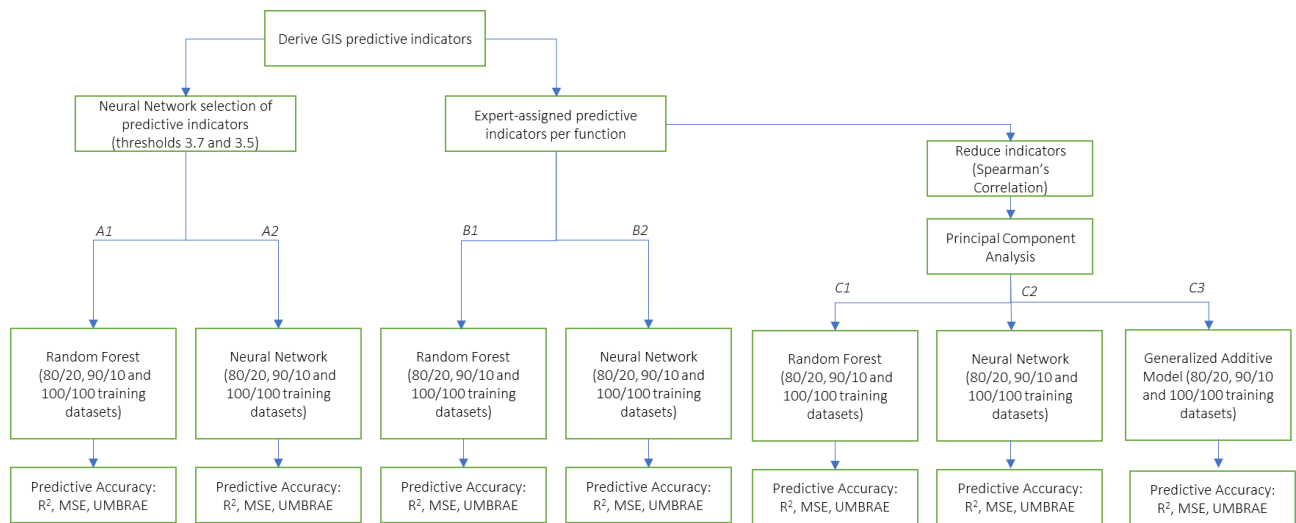 Derive GIS predictive indicators
Neural Network selection of
predictive indicators
(thresholds 3.7 and 3.5)
Expert-assigned predictive
indicators per function
Reduce indicators
(Spearman's
Correlation)
Principal Component
Analysis
A1
A2
B1
B2
C1
C2
C3
Random Forest
(80/20, 90/10 and
100/100 training
datasets)
Neural Network
(80/20, 90/10 and
100/100 training
datasets)
Random Forest
(80/20, 90/10 and
100/100 training
datasets)
Neural Network
(80/20, 90/10 and
100/100 training
datasets)
Random Forest
(80/20, 90/10 and
100/100 training
datasets)
Neural Network
(80/20, 90/10 and
100/100 training
datasets)
Generalized Additive
Model (80/20, 90/10
and 100/100 training
datasets)
Predictive Accuracy:
R², MSE, UMBRAE
Predictive Accuracy:
R², MSE, UMBRAE
Predictive Accuracy:
R², MSE, UMBRAE
Predictive Accuracy:
R², MSE, UMBRAE
Predictive Accuracy:
R², MSE, UMBRAE
Predictive Accuracy:
R², MSE, UMBRAE
Predictive Accuracy:
R², MSE, UMBRAE